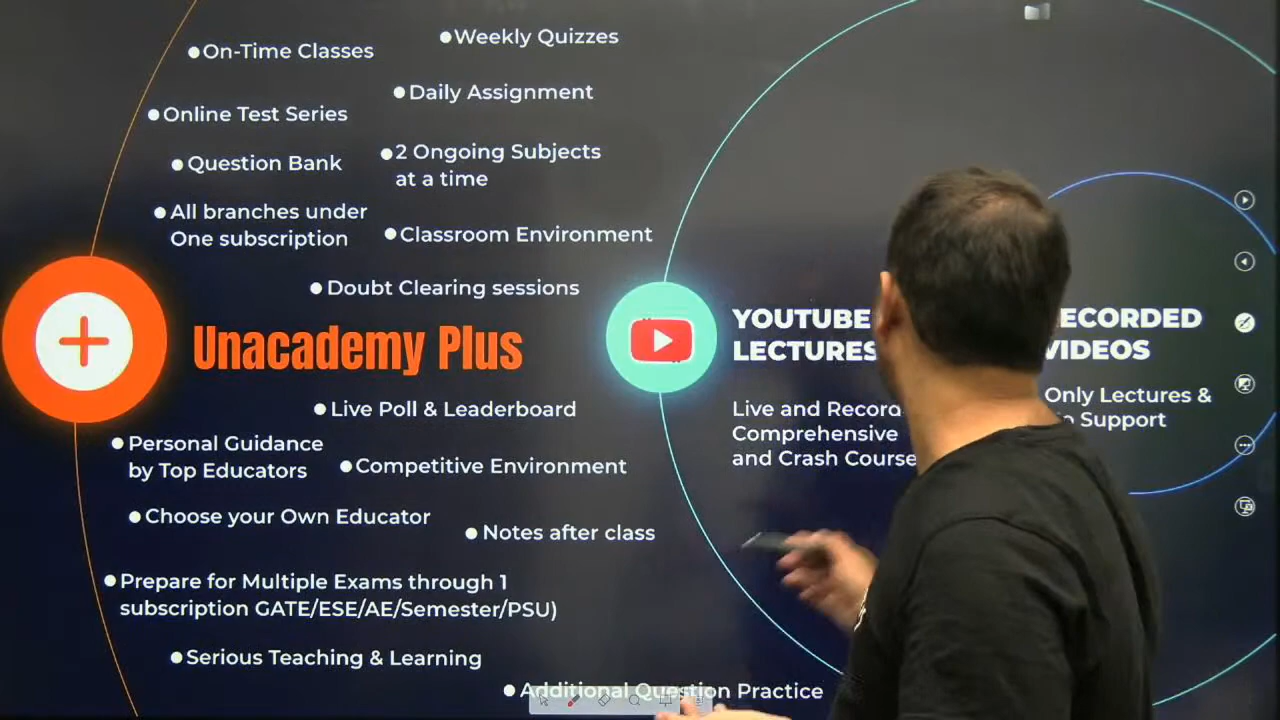 On-Time Classes
Weekly Quizzes
Daily Assignment
Online Test Series
2 Ongoing Subjects
at a time
Question Bank
All branches under
One subscription
Classroom Environment
Doubt Clearing sessions
Unacademy Plus
Live Poll & Leaderboard
Personal Guidance
by Top Educators
Competitive Environment
Choose your Own Educator
Notes after class
Prepare for Multiple Exams through 1
subscription GATE/ESE/AE/Semester/PSU)
Serious Teaching & Learning
Additional Question Practice
YOUTUBE
LECTURES
Live and
Comprehensive
and Crash Course
VIDEOS
Only Lectures &
Support